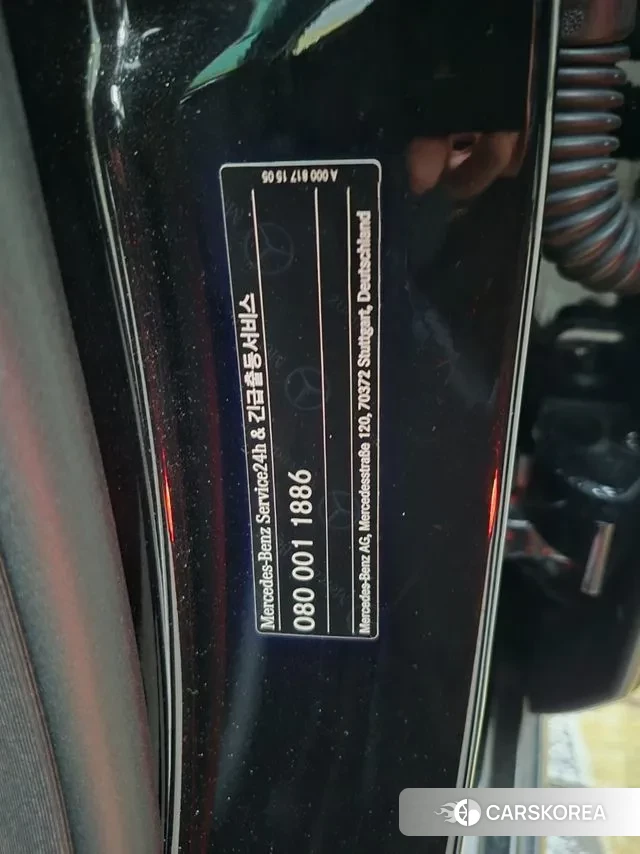 Mercedes-Benz Service24h & 긴급출동서비스
080 001 1886
Mercedes-Benz AG, Mercedesstraße 120, 70372 Stuttgart, Deutschland
A 000 817 15 05
CARSKOREA